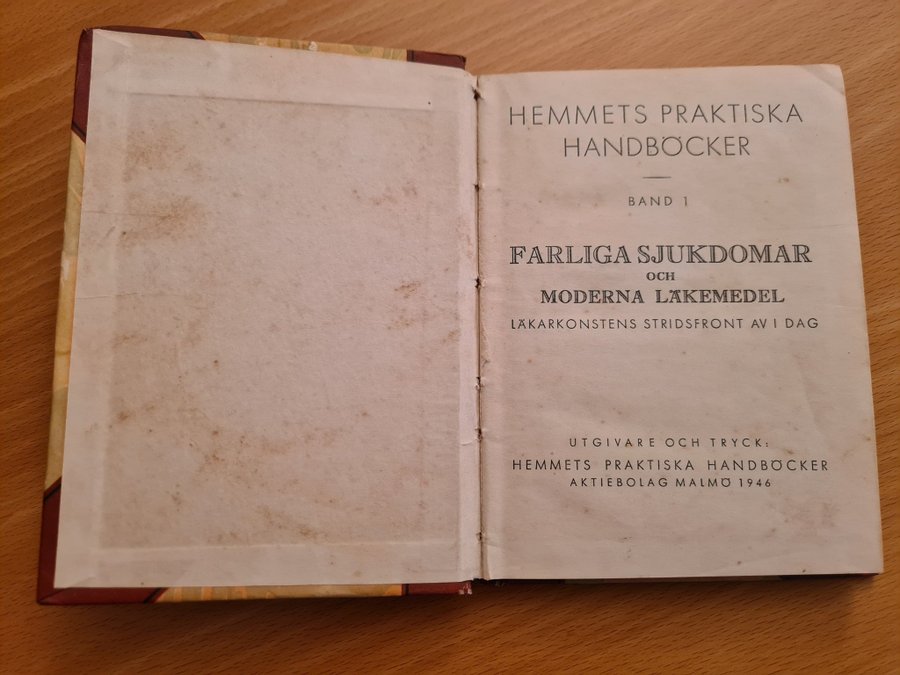 HEMMETS PRAKTISKA
HANDBÖCKER
BAND 1
FARLIGA SJUKDOMAR
OCH
MODERNA LÄKEMEDEL
LÄKARKONSTENS STRIDSFRONT AV I DAG
UTGIVARE OCH TRYCK:
HEMMETS PRAKTISKA HANDBÖCKER
AKTIEBOLAG MALMÖ 1946